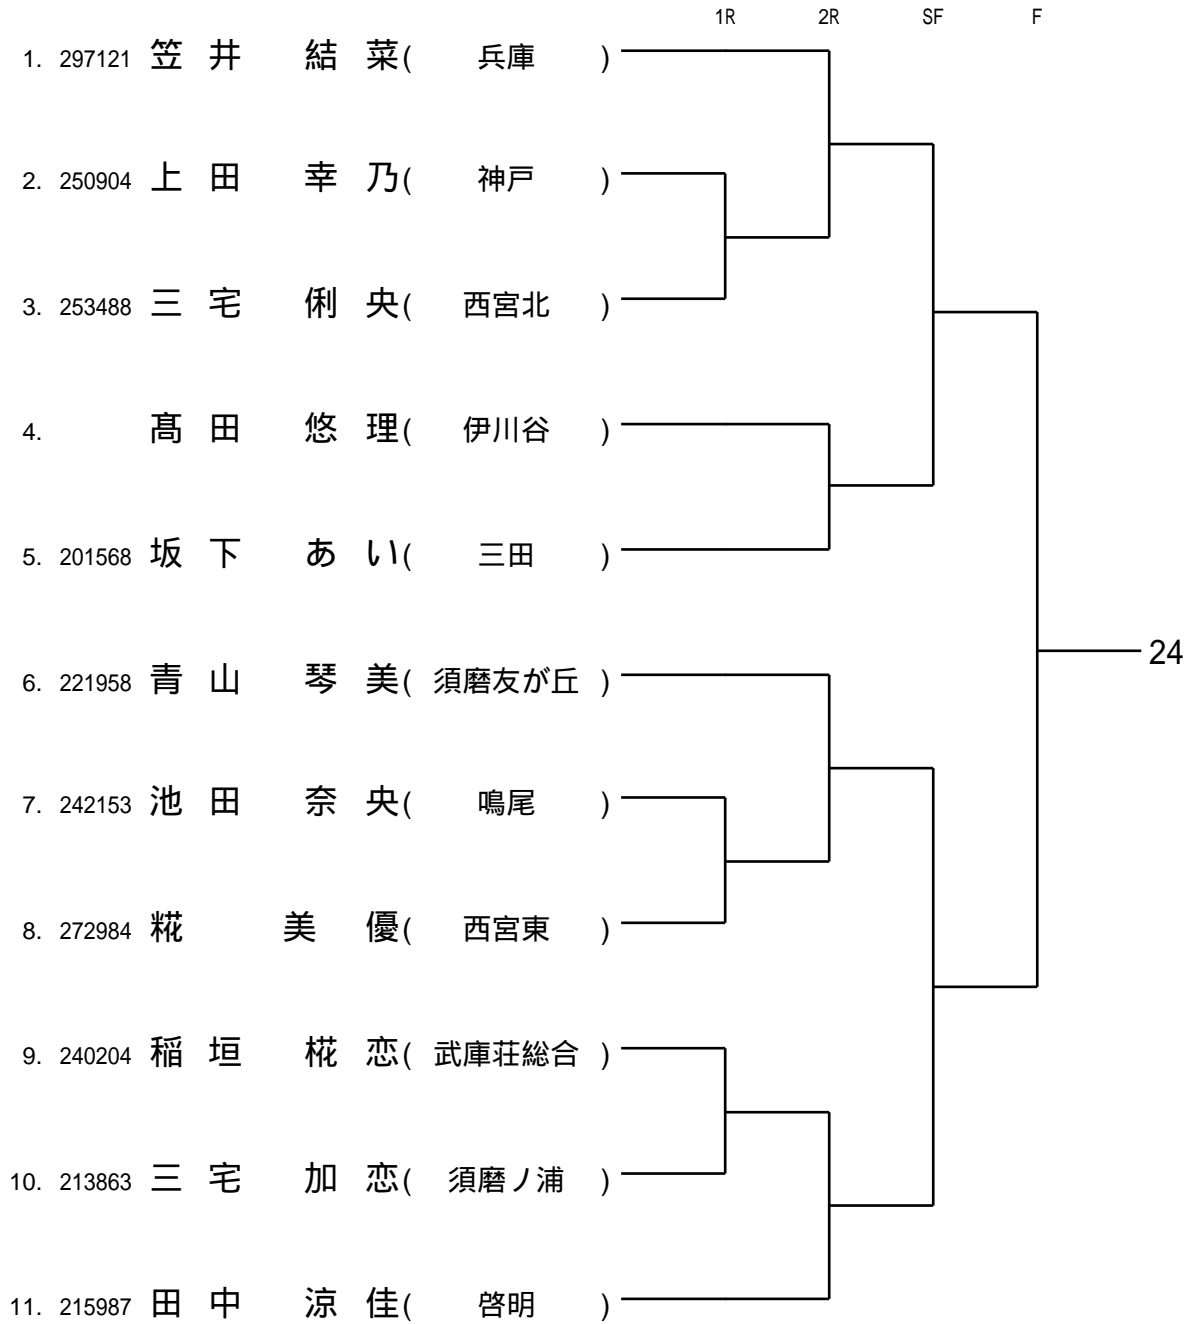 1R 2R SF F
1. 297121 笠井 結菜( 兵庫 )
2. 250904 上田 幸乃( 神戸 )
3. 253488 三宅 俐央( 西宮北 )
4. 髙田 悠理( 伊川谷 )
5. 201568 坂下 あい( 三田 )
24
6. 221958 青山 琴美( 須磨友が丘 )
7. 242153 池田 奈央( 鳴尾 )
8. 272984 糀 美優( 西宮東 )
9. 240204 稲垣 椛恋( 武庫荘総合 )
10. 213863 三宅 加恋( 須磨ノ浦 )
11. 215987 田中 涼佳( 啓明 )